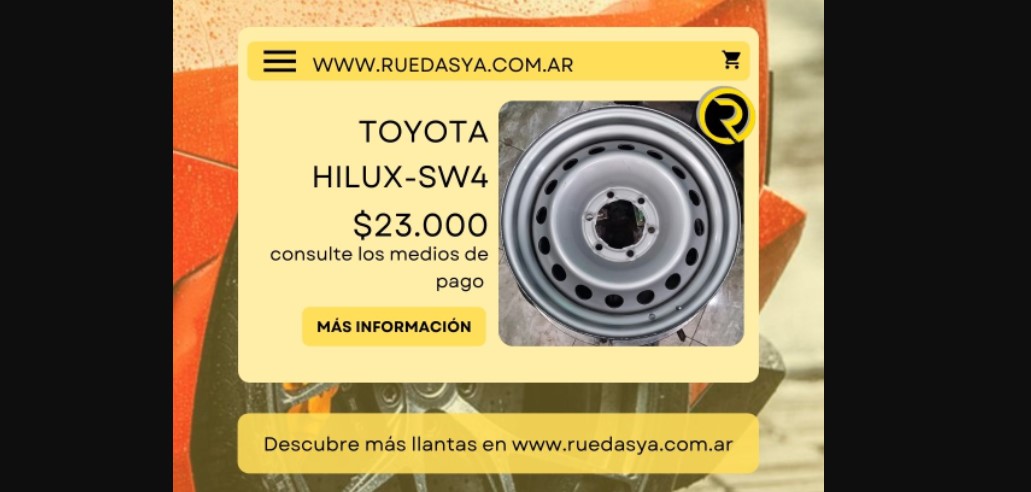 WWW.RUEDASYA.COM.AR
TOYOTA
HILUX-SW4
$23.000
consulte los medios de
pago
MÁS INFORMACIÓN
Descubre más llantas en www.ruedasya.com.ar